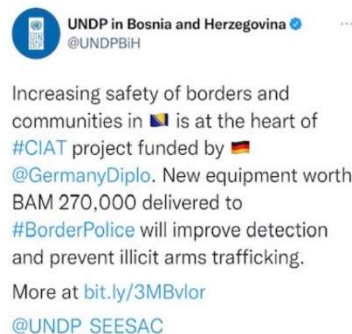 UNDP in Bosnia and Herzegovina
@UNDPBiH
Increasing safety of borders and
communities in 🇧🇦 is at the heart of
#CIAT project funded by 🇩🇪
@GermanyDiplo. New equipment worth
BAM 270,000 delivered to
#BorderPolice will improve detection
and prevent illicit arms trafficking.
More at bit.ly/3MBvlor
@UNDP_SEESAC